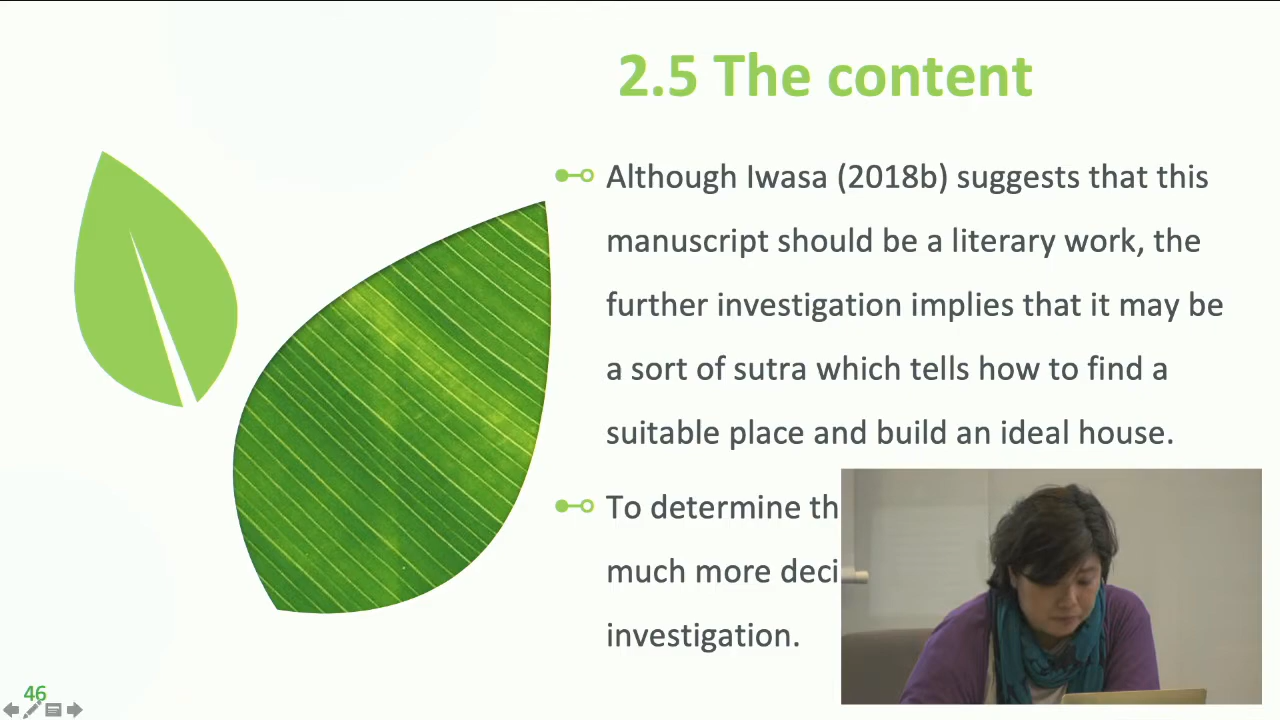 2.5 The content
Although Iwasa (2018b) suggests that this
manuscript should be a literary work, the
further investigation implies that it may be
a sort of sutra which tells how to find a
suitable place and build an ideal house.
To determine
much more
investigation.
46